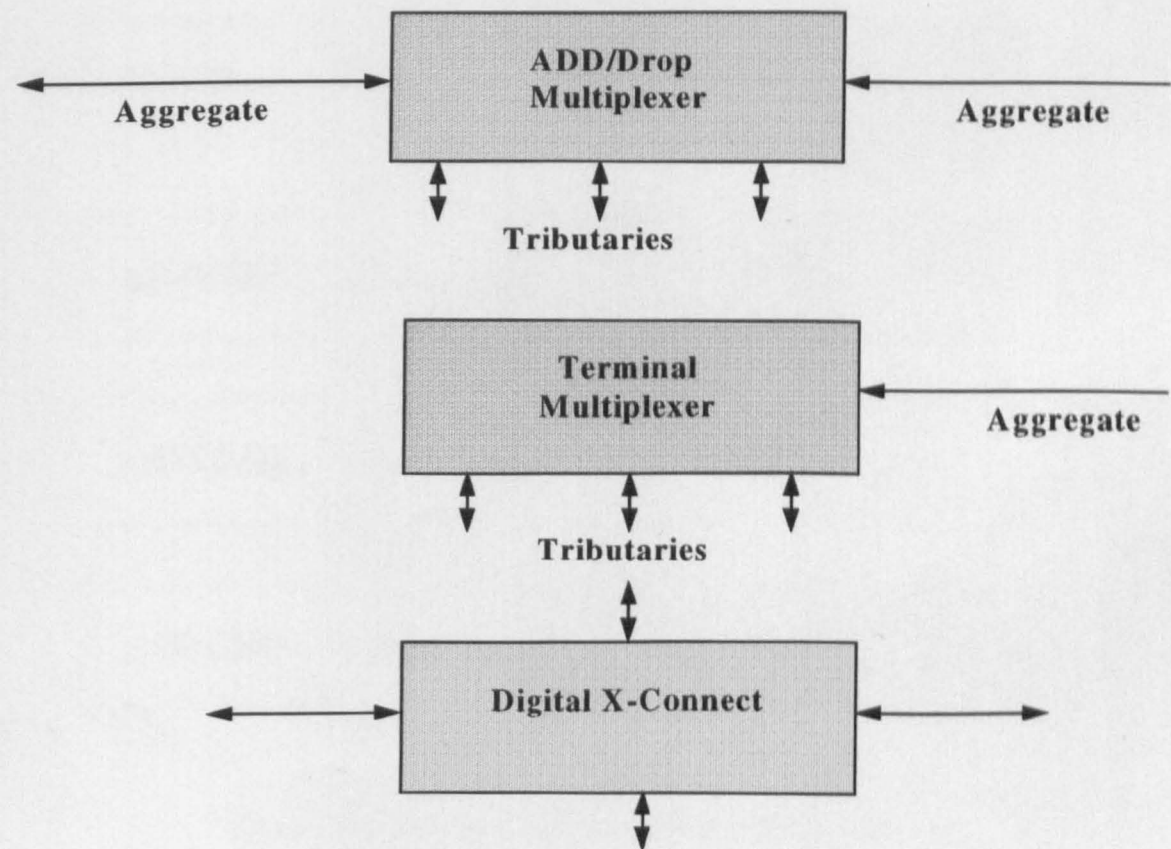 ADD/Drop
Multiplexer
Aggregate
Aggregate
Tributaries
Terminal
Multiplexer
Aggregate
Tributaries
Digital X-Connect